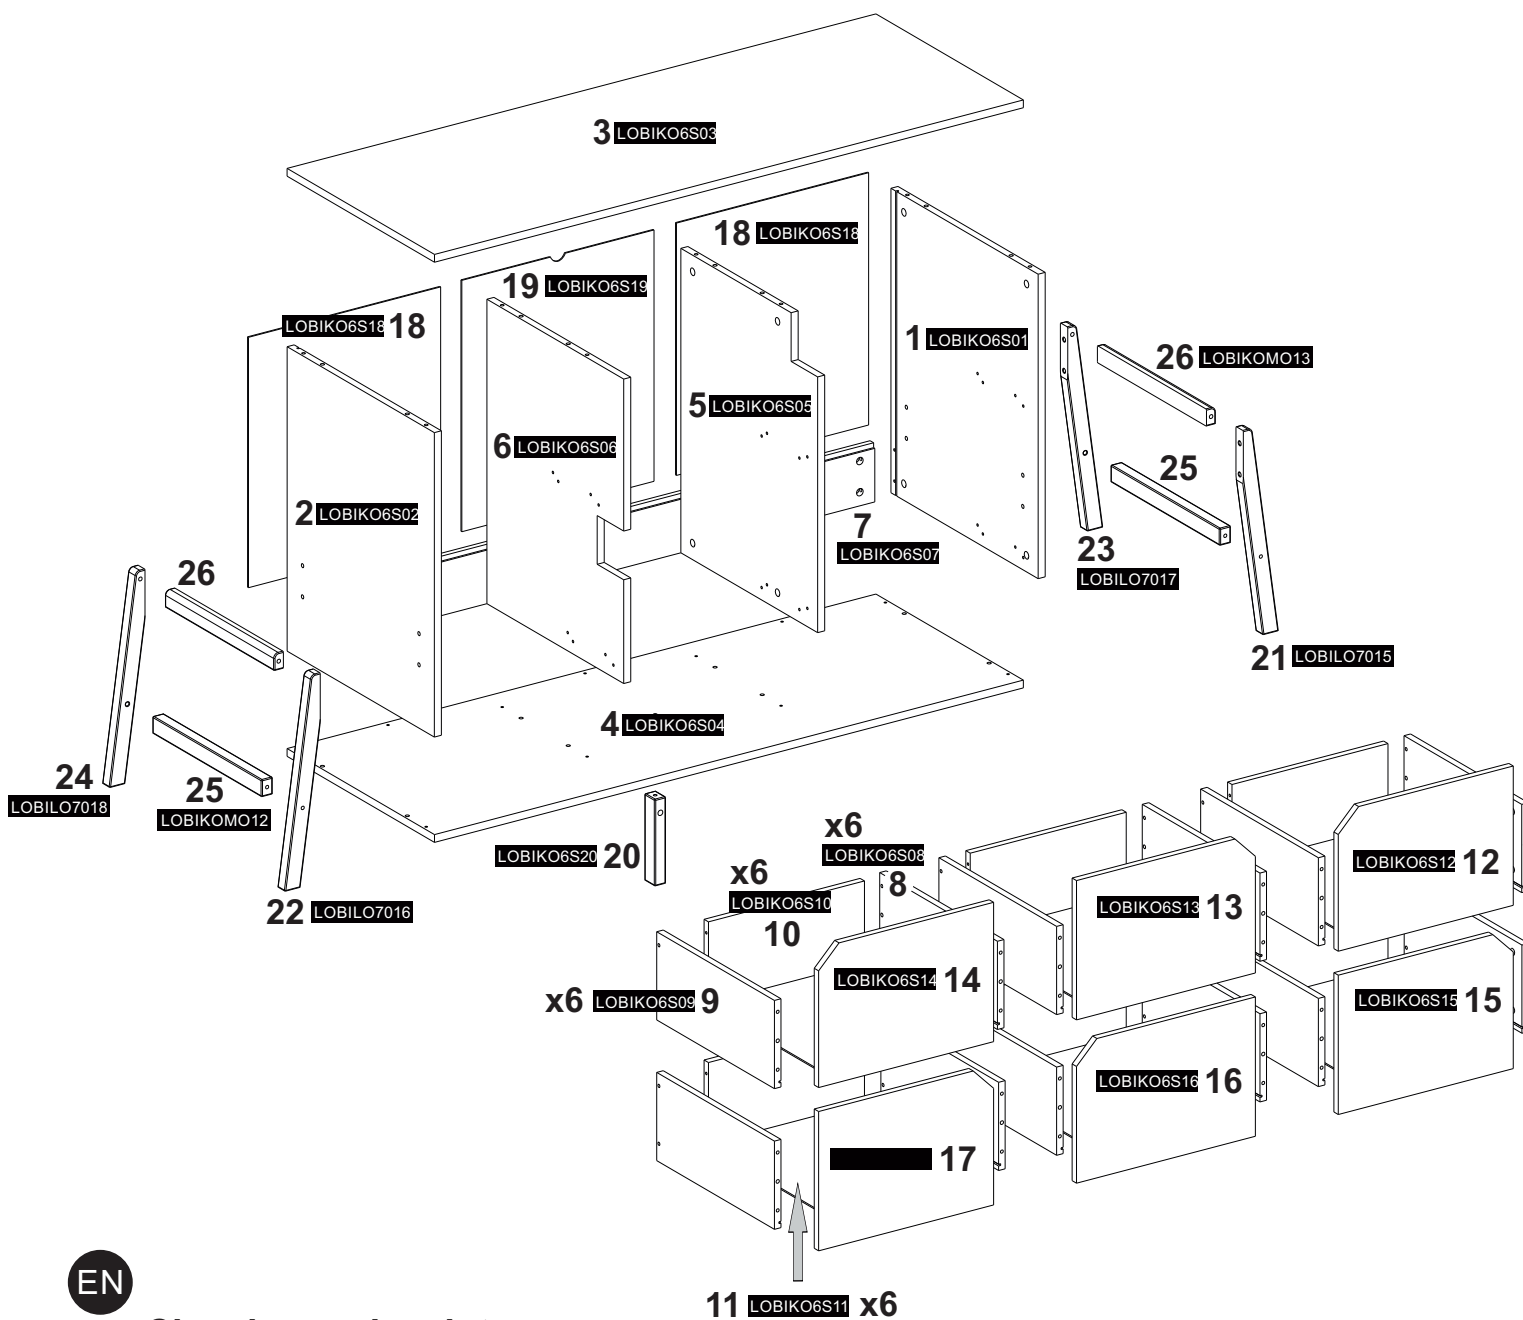 3 LOBIKO6S03
18 LOBIKO6S18
19 LOBIKO6S19
LOBIKO6S18 18
1 LOBIKO6S01
26 LOBIKOMO13
5 LOBIKO6S05
6 LOBIKO6S06
25
2 LOBIKO6S02
7
LOBIKO6S07
23
LOBILO7017
26
21 LOBILO7015
4 LOBIKO6S04
24
LOBILO7018
25
LOBIKOMO12
x6
LOBIKO6S08
8
LOBIKO6S20 20
LOBIKO6S12 12
x6
LOBIKO6S10
10
22 LOBILO7016
LOBIKO6S13 13
LOBIKO6S14 14
x6 LOBIKO6S09 9
LOBIKO6S15 15
LOBIKO6S16 16
17
EN
11 LOBIKO6S11 x6